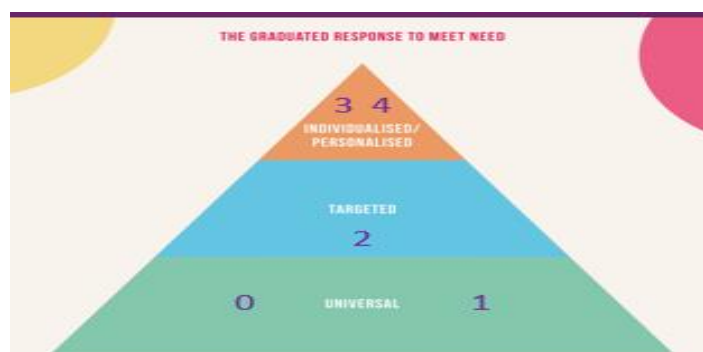 THE GRADUATED RESPONSE TO MEET NEED
3 4
INDIVIDUALISED/
PERSONALISED
TARGETED
2
0 UNIVERSAL 1